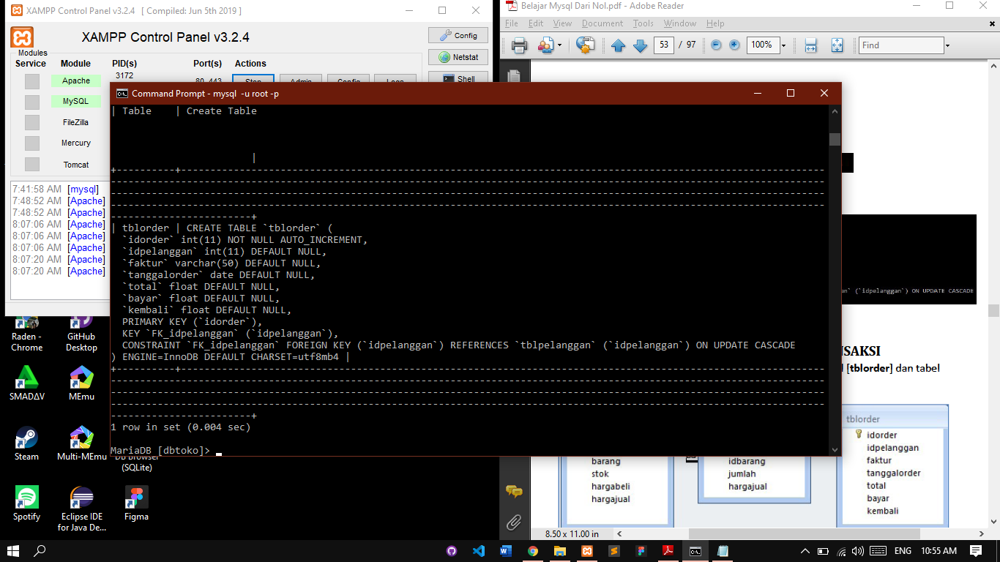 XAMPP Control Panel v3.2.4 [ Compiled: Jun 5th 2019 ]
XAMPP Control Panel v3.2.4
Config
Modules
Service Module PID(s) Port(s) Actions
Netstat
Shell
Apache 3172 80, 443 Stop Admin Config Logs
MySQL
FileZilla
Mercury
Tomcat
7:41:58 AM [mysql]
7:48:52 AM [Apache]
7:48:52 AM [Apache]
8:07:06 AM [Apache]
8:07:06 AM [Apache]
8:07:06 AM [Apache]
8:07:20 AM [Apache]
8:07:20 AM [Apache]
Belajar Mysql Dari Nol.pdf - Adobe Reader
File Edit View Document Tools Window Help
53 / 97 100% Find
Command Prompt - mysql -u root -p
| Table | Create Table
|
| tblorder | CREATE TABLE `tblorder` (
`idorder` int(11) NOT NULL AUTO_INCREMENT,
`idpelanggan` int(11) DEFAULT NULL,
`faktur` varchar(50) DEFAULT NULL,
`tanggalorder` date DEFAULT NULL,
`total` float DEFAULT NULL,
`bayar` float DEFAULT NULL,
`kembali` float DEFAULT NULL,
PRIMARY KEY (`idorder`),
KEY `FK_idpelanggan` (`idpelanggan`),
CONSTRAINT `FK_idpelanggan` FOREIGN KEY (`idpelanggan`) REFERENCES `tblpelanggan` (`idpelanggan`) ON UPDATE CASCADE
) ENGINE=InnoDB DEFAULT CHARSET=utf8mb4 |
1 row in set (0.004 sec)
MariaDB [dbtoko]>
an` (`idpelanggan`) ON UPDATE CASCADE
NSAKSI
l [tblorder] dan tabel
barang
stok
hargabeli
hargajual
idbarang
jumlah
hargajual
tblorder
idorder
idpelanggan
faktur
tanggalorder
total
bayar
kembali
8.50 x 11.00 in
Raden - Chrome
GitHub Desktop
SMADΔV
MEmu
Steam
Multi-MEmu
DB Browser (SQLite)
Spotify
Eclipse IDE for Java De...
Figma
ENG 10:55 AM